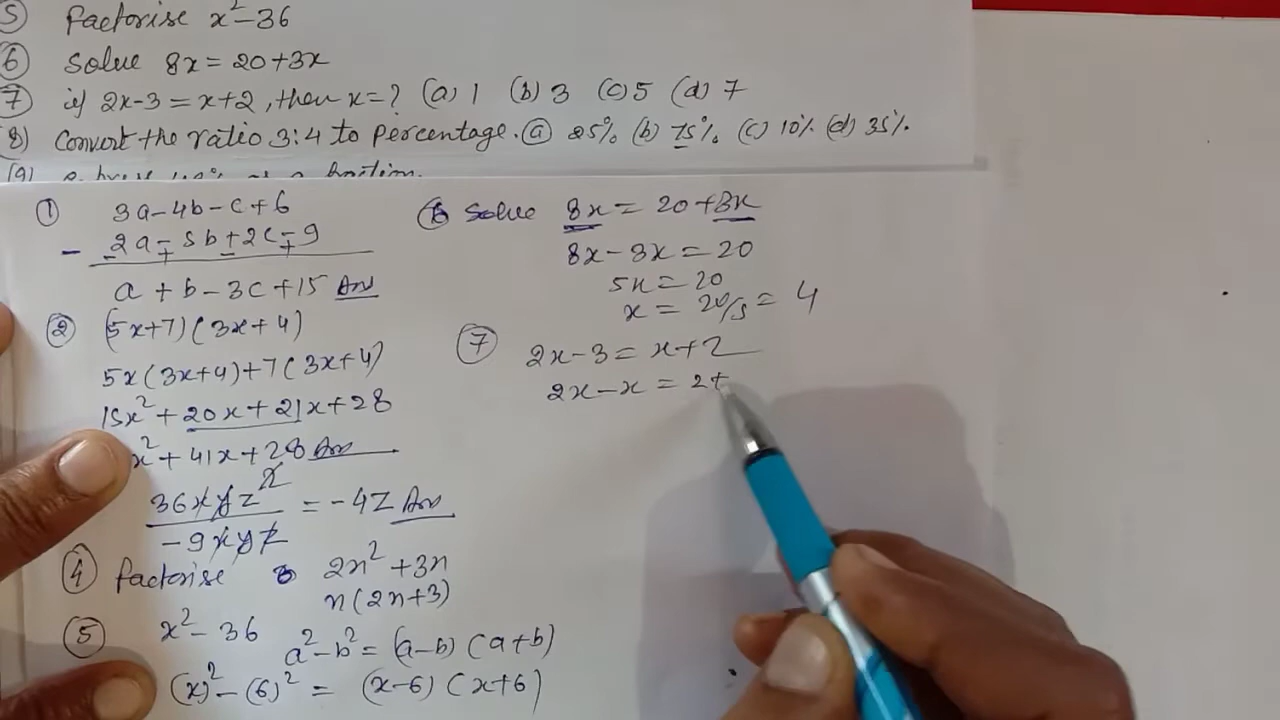 (5) Factorise x²-36
(6) Solve 8x = 20+3x
(7) if 2x-3 = x+2, then x=? (a) 1 (b) 3 (c) 5 (d) 7
(8) Convert the ratio 3:4 to Percentage. (a) 25% (b) 75% (c) 10% (d) 35%
(9)
(1) 3a-4b-c+6
- 2a-5b+2c-9
- + - +
a+b-3c+15 Ans
(2) (5x+7)(3x+4)
5x(3x+4)+7(3x+4)
15x²+20x+21x+28
x²+41x+28 Ans
36xyz² / -9xyz = -4z Ans
(4) factorise 2n²+3n
n(2n+3)
(5) x²-36 a²-b² = (a-b)(a+b)
(x)²-(6)² = (x-6)(x+6)
(6) Solve 8x = 20+3x
8x-3x = 20
5x = 20
x = 20/5 = 4
(7) 2x-3 = x+2
2x-x = 2+